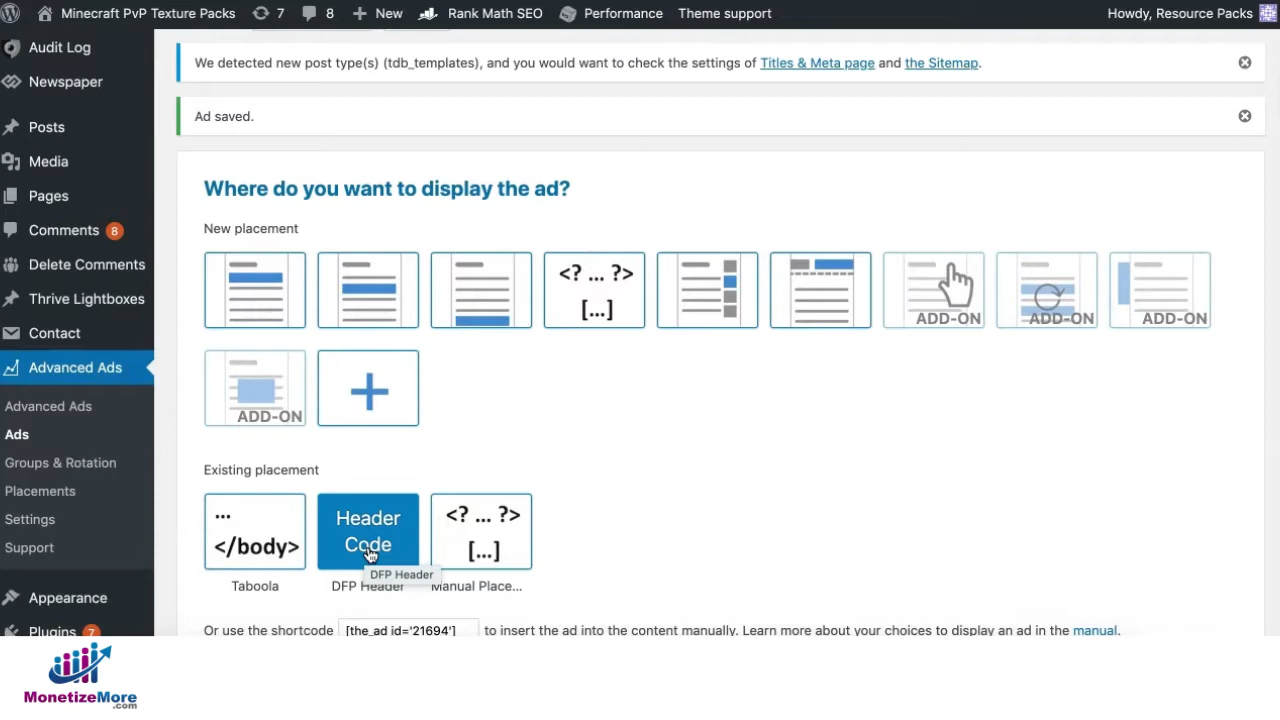 Minecraft PvP Texture Packs 7 8 New Rank Math SEO Performance Theme support Howdy, Resource Packs
Audit Log
Newspaper
Posts
Media
Pages
Comments 8
Delete Comments
Thrive Lightboxes
Contact
Advanced Ads
Advanced Ads
Ads
Groups & Rotation
Placements
Settings
Support
Appearance
Plugins 7
We detected new post type(s) (tdb_templates), and you would want to check the settings of Titles & Meta page and the Sitemap.
Ad saved.
Where do you want to display the ad?
New placement
<? ... ?>
[...]
ADD-ON
ADD-ON
ADD-ON
ADD-ON
Existing placement
...
</body>
Header
Code
<? ... ?>
[...]
DFP Header
Taboola
DFP Header
Manual Place...
Or use the shortcode [the_ad id='21694'] to insert the ad into the content manually. Learn more about your choices to display an ad in the manual.
MonetizeMore
.com